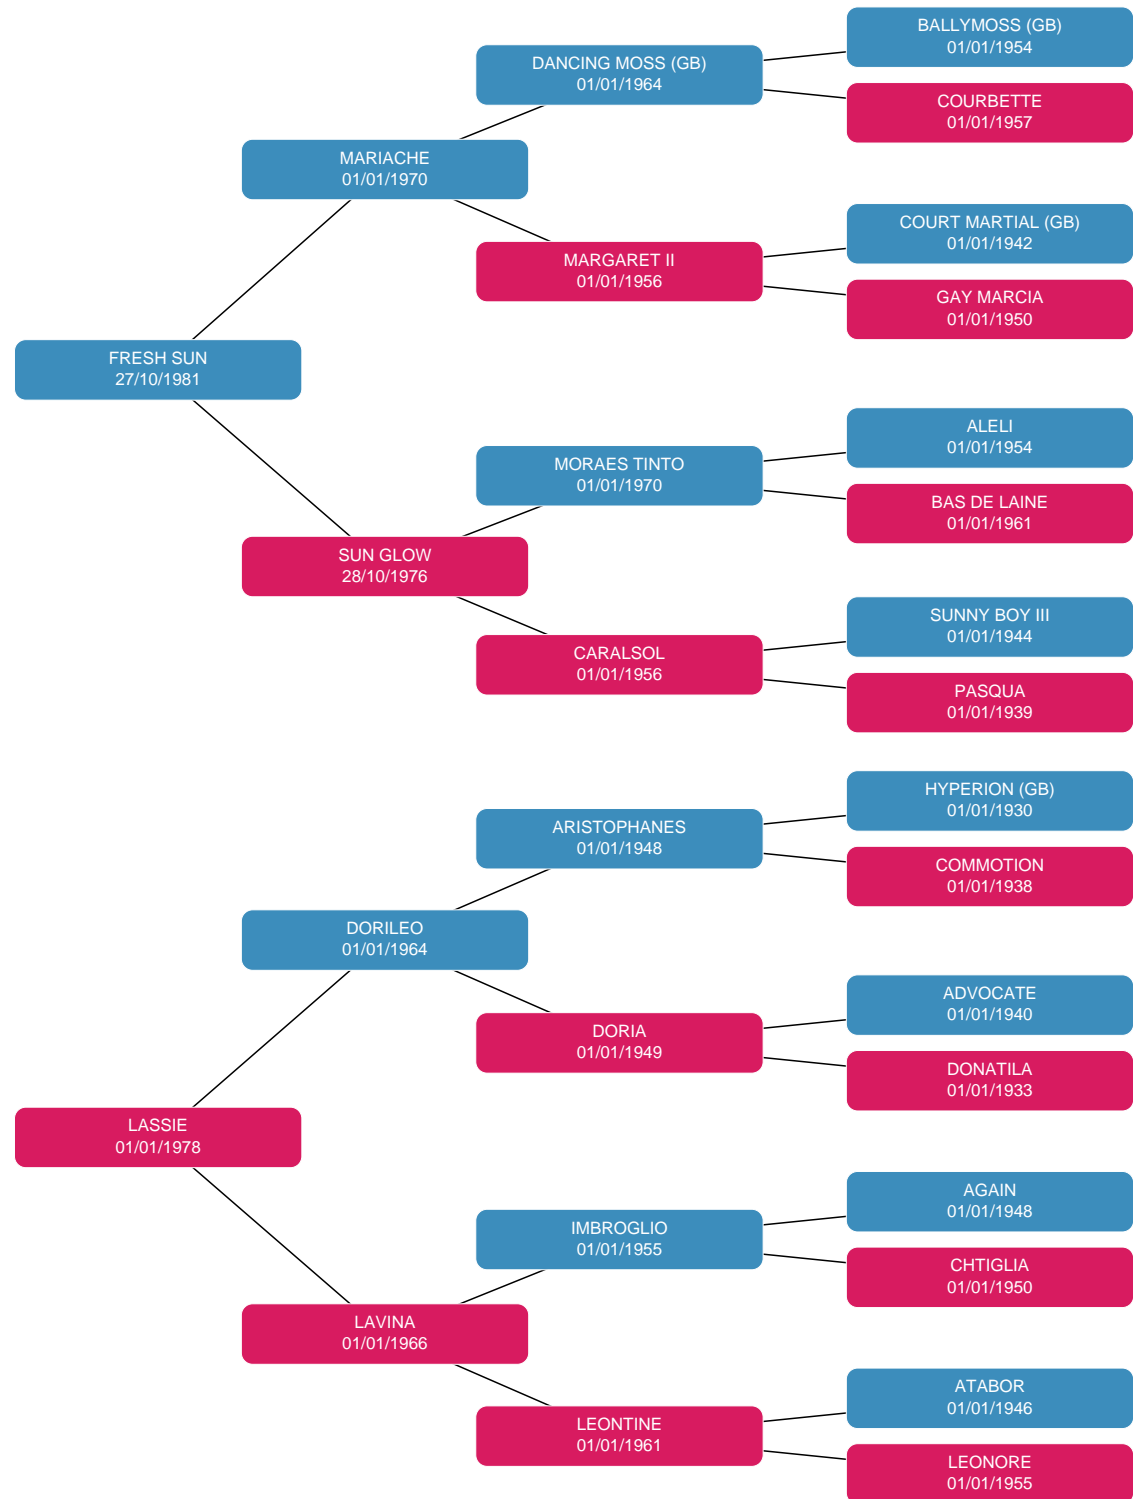 BALLYMOSS (GB)
01/01/1954
DANCING MOSS (GB)
01/01/1964
COURBETTE
01/01/1957
MARIACHE
01/01/1970
COURT MARTIAL (GB)
01/01/1942
MARGARET II
01/01/1956
GAY MARCIA
01/01/1950
FRESH SUN
27/10/1981
ALELI
01/01/1954
MORAES TINTO
01/01/1970
BAS DE LAINE
01/01/1961
SUN GLOW
28/10/1976
SUNNY BOY III
01/01/1944
CARALSOL
01/01/1956
PASQUA
01/01/1939
HYPERION (GB)
01/01/1930
ARISTOPHANES
01/01/1948
COMMOTION
01/01/1938
DORILEO
01/01/1964
ADVOCATE
01/01/1940
DORIA
01/01/1949
DONATILA
01/01/1933
LASSIE
01/01/1978
AGAIN
01/01/1948
IMBROGLIO
01/01/1955
CHTIGLIA
01/01/1950
LAVINA
01/01/1966
ATABOR
01/01/1946
LEONTINE
01/01/1961
LEONORE
01/01/1955